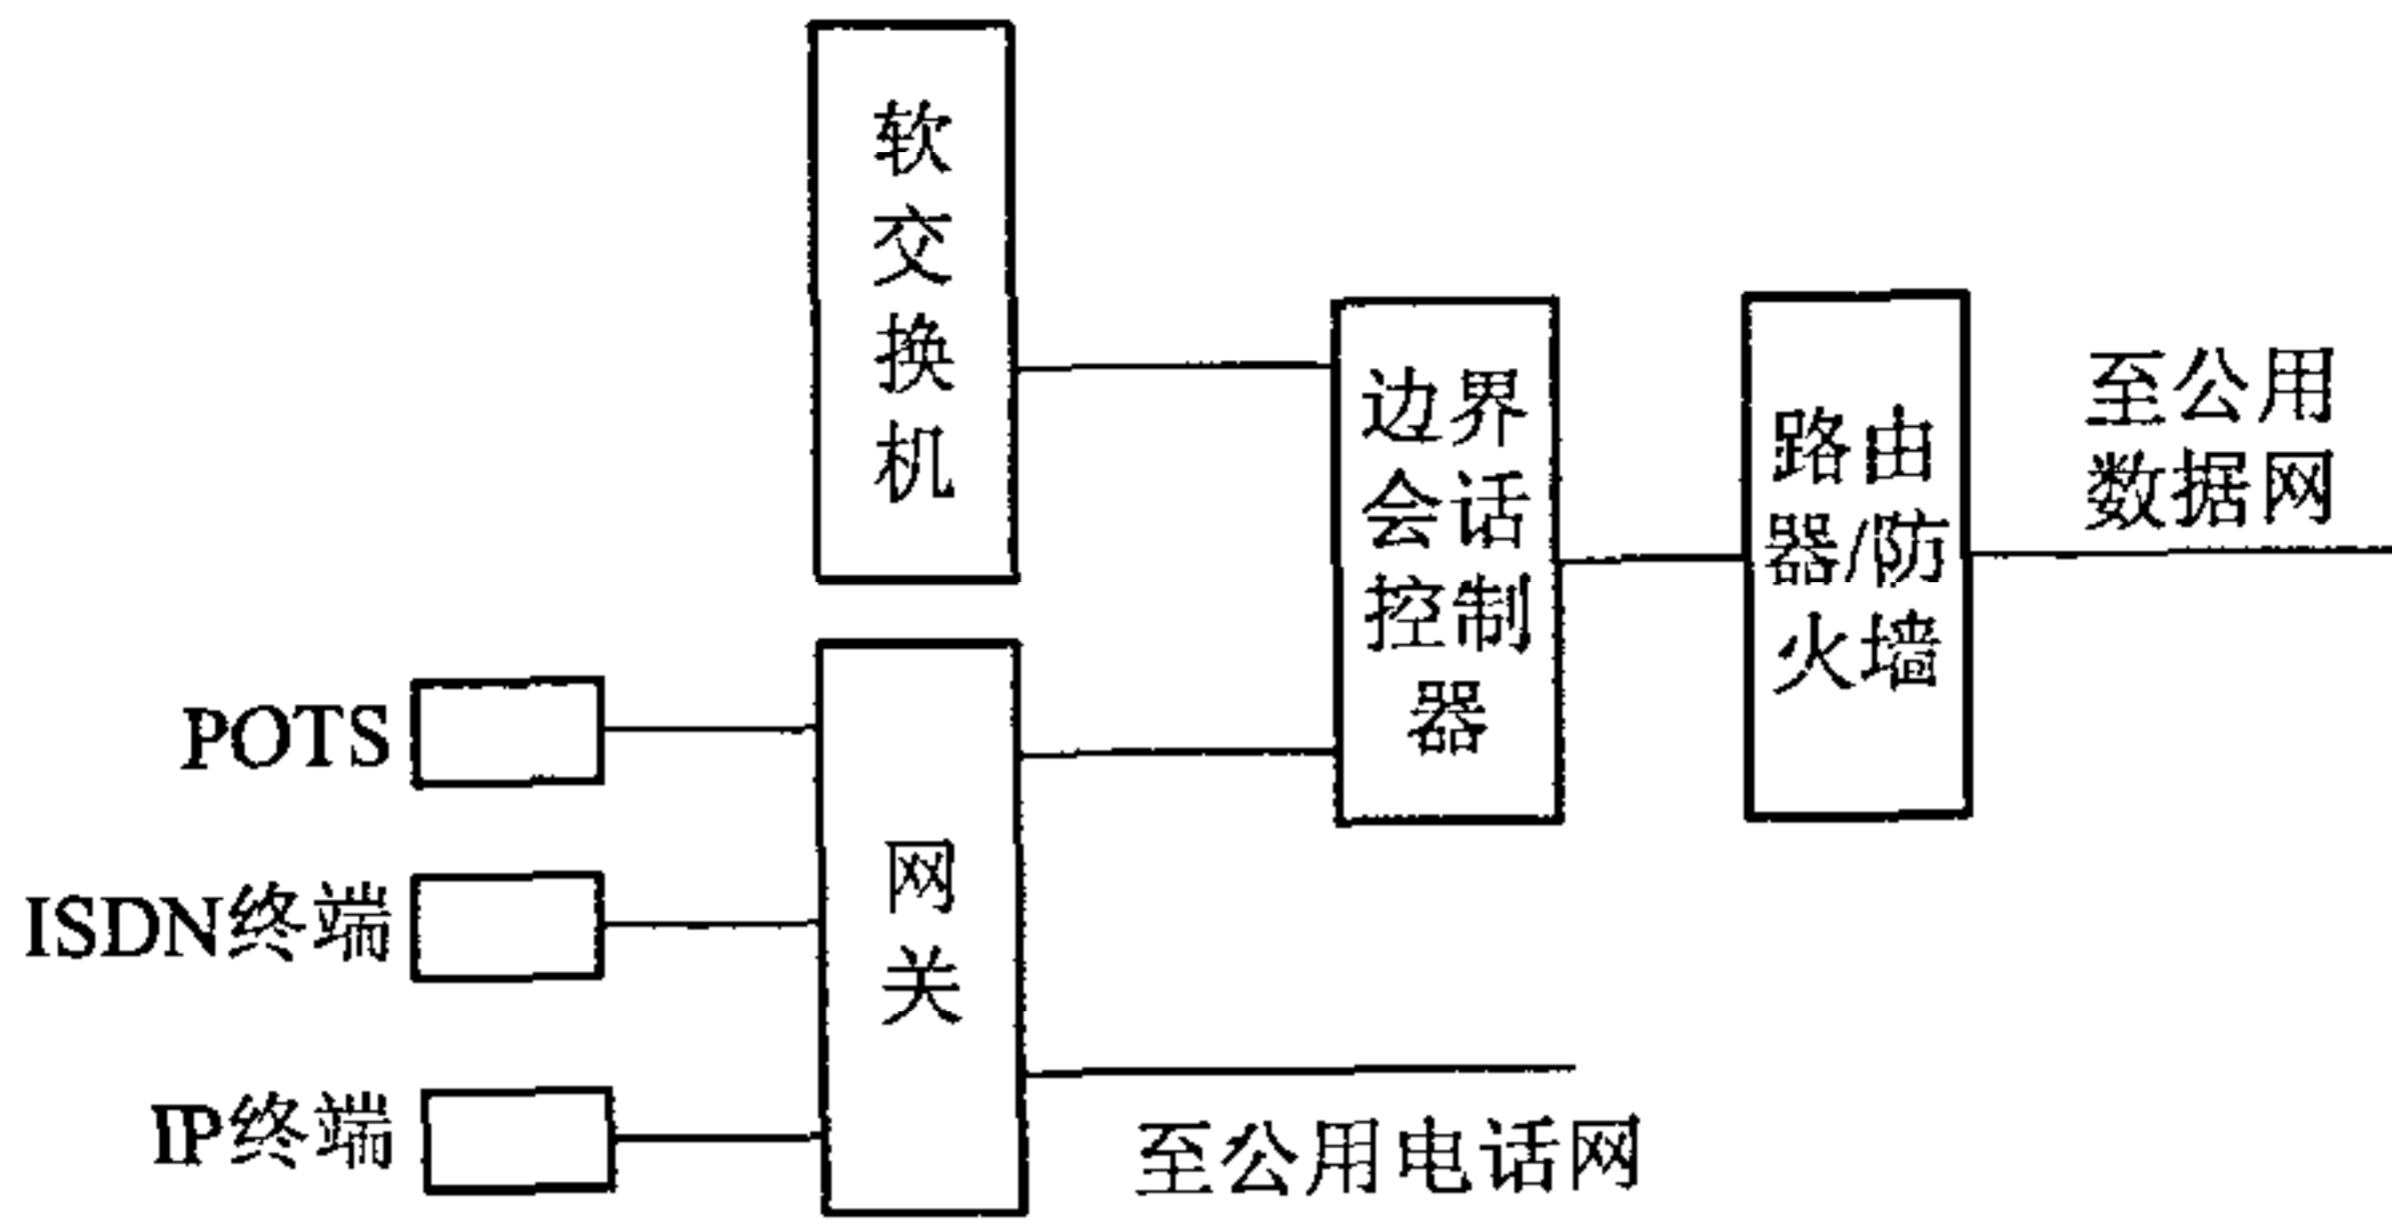 软
交
换
机
边界
会话
控制
器
路由
器/防
火墙
至公用
数据网
POTS
ISDN终端
IP终端
网
关
至公用电话网